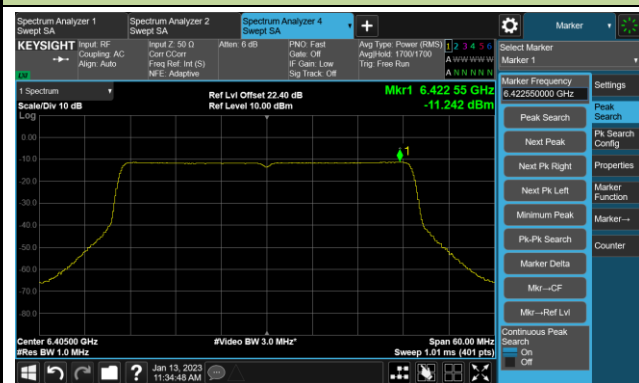 Spectrum Analyzer 1
Swept SA
Spectrum Analyzer 2
Swept SA
Spectrum Analyzer 4
Swept SA
+
Marker
KEYSIGHT
Input: RF
Coupling: AC
Align: Auto
Input Z: 50 Ω
Corr CCorr
Freq Ref: Int (S)
NFE: Adaptive
Atten: 6 dB
PNO: Fast
Gate: Off
IF Gain: Low
Sig Track: Off
Avg Type: Power (RMS)
Avg|Hold: 1700/1700
Trig: Free Run
1 2 3 4 5 6
A W W W W W
A N N N N N
Select Marker
Marker 1
1 Spectrum
Scale/Div 10 dB
Ref Lvl Offset 22.40 dB
Ref Level 10.00 dBm
Mkr1 6.422 55 GHz
-11.242 dBm
Log
0.00
-10.0
-20.0
-30.0
-40.0
-50.0
-60.0
-70.0
-80.0
1
Center 6.40500 GHz
#Res BW 1.0 MHz
#Video BW 3.0 MHz*
Span 60.00 MHz
Sweep 1.01 ms (401 pts)
Marker Frequency
6.422550000 GHz
Peak Search
Next Peak
Next Pk Right
Next Pk Left
Minimum Peak
Pk-Pk Search
Marker Delta
Mkr→CF
Mkr→Ref Lvl
Continuous Peak
Search
On
Off
Settings
Peak
Search
Pk Search
Config
Properties
Marker
Function
Marker→
Counter
?
Jan 13, 2023
11:34:48 AM